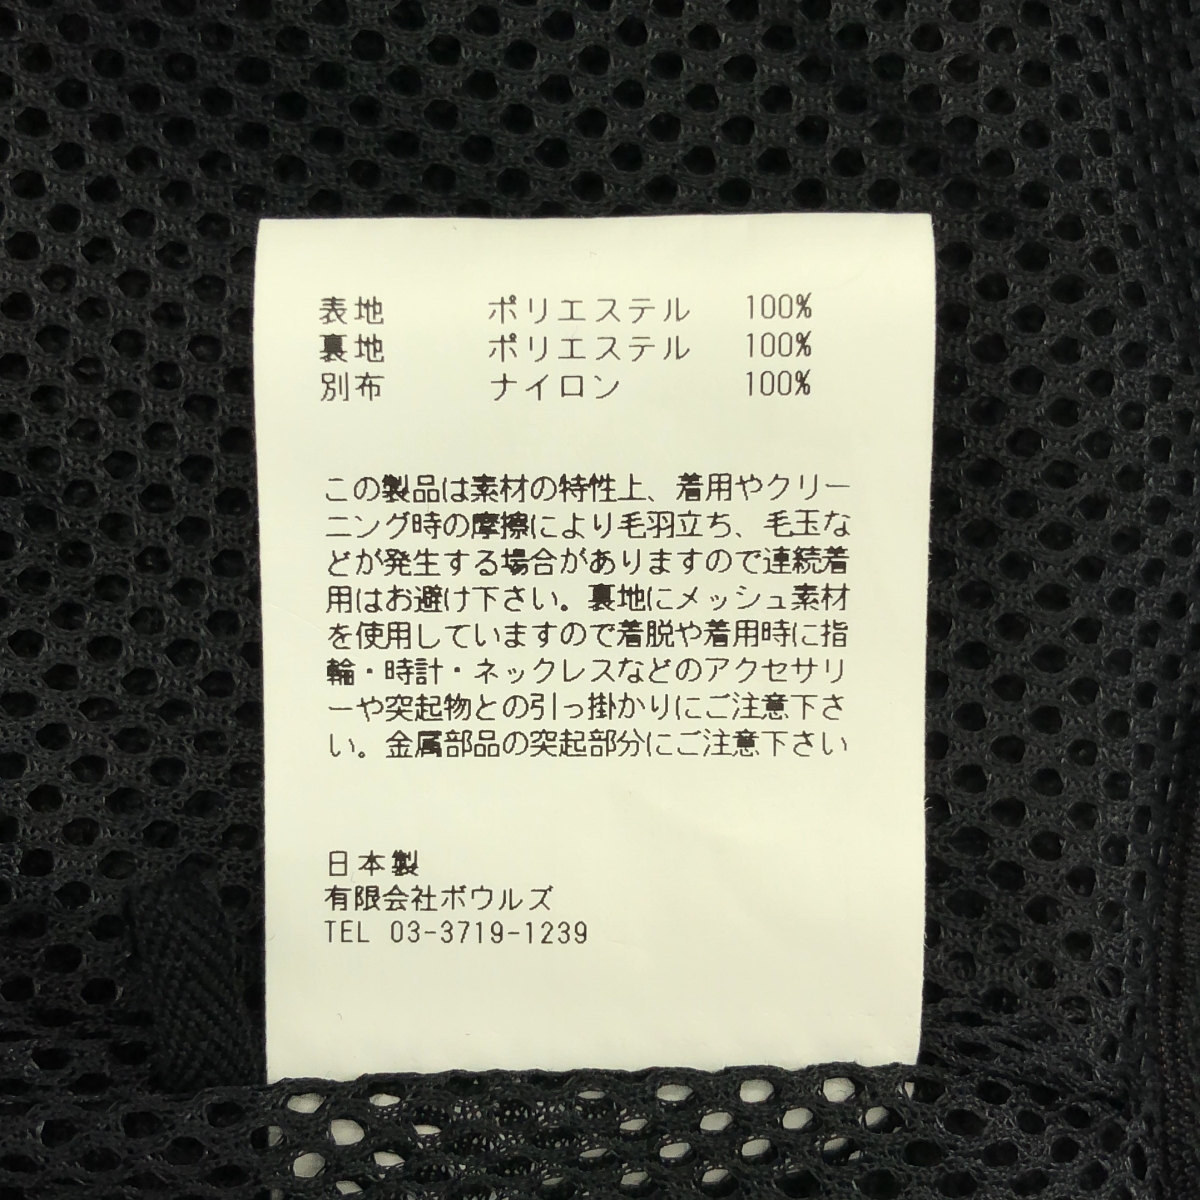 表地 ポリエステル 100%
裏地 ポリエステル 100%
別布 ナイロン 100%
この製品は素材の特性上、着用やクリー
ニング時の摩擦により毛羽立ち、毛玉な
どが発生する場合がありますので連続着
用はお避け下さい。裏地にメッシュ素材
を使用していますので着脱や着用時に指
輪・時計・ネックレスなどのアクセサリ
ーや突起物との引っ掛かりにご注意下さ
い。金属部品の突起部分にご注意下さい
日本製
有限会社ボウルズ
TEL 03-3719-1239